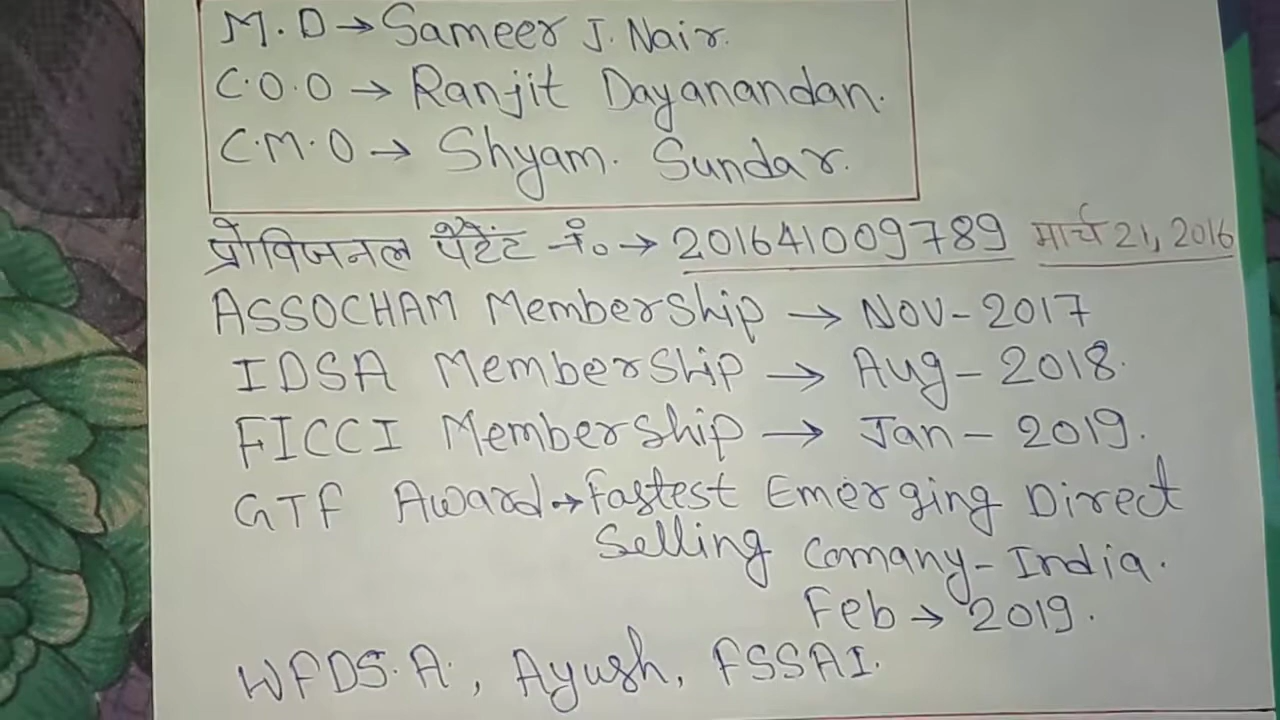 M.D → Sameer J. Nair.
C.O.O → Ranjit Dayanandan.
C.M.O → Shyam. Sundar.
प्रोविजनल पैटेंट नं० → 201641009789 मार्च 21, 2016
ASSOCHAM Membership → NOV-2017
IDSA Membership → Aug-2018.
FICCI Membership → Jan-2019.
GTF Award → Fastest Emerging Direct
Selling Comany-India.
Feb → 2019.
WFDS.A., Ayush, FSSAI.